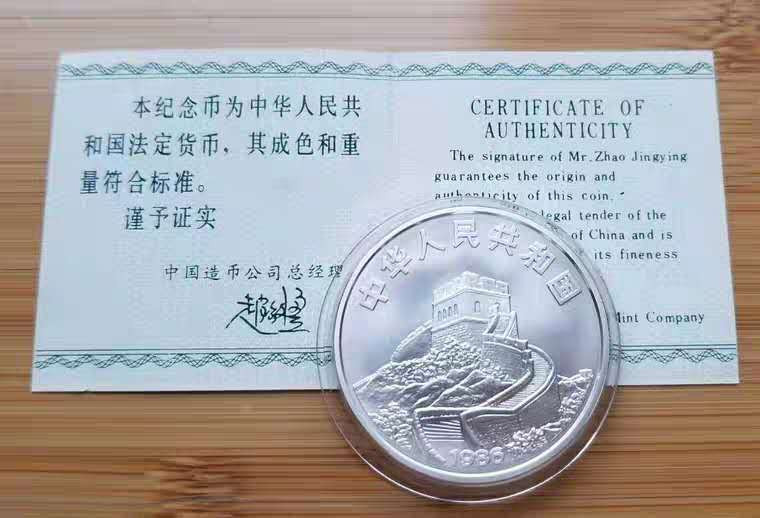 本纪念币为中华人民共
和国法定货币，其成色和重
量符合标准。
谨予证实
中国造币公司总经理
CERTIFICATE OF
AUTHENTICITY
The signature of Mr. Zhao Jingying
guarantees the origin and
authenticity of this coin.
legal tender of the
of China and is
its fineness
Mint Company
中华人民共和国
1986